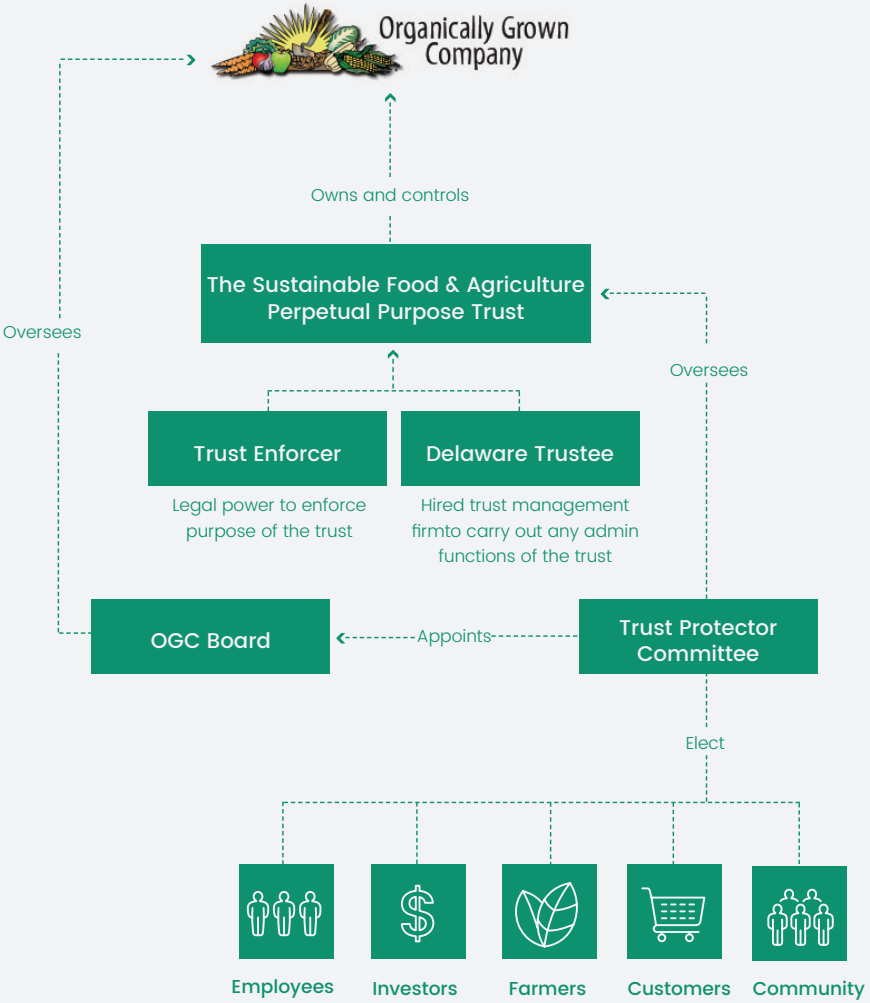 Organically Grown
Company
Owns and controls
The Sustainable Food & Agriculture
Perpetual Purpose Trust
Oversees
Oversees
Trust Enforcer
Delaware Trustee
Legal power to enforce
purpose of the trust
Hired trust management
firmto carry out any admin
functions of the trust
OGC Board
Appoints
Trust Protector
Committee
Elect
Employees
Investors
Farmers
Customers
Community